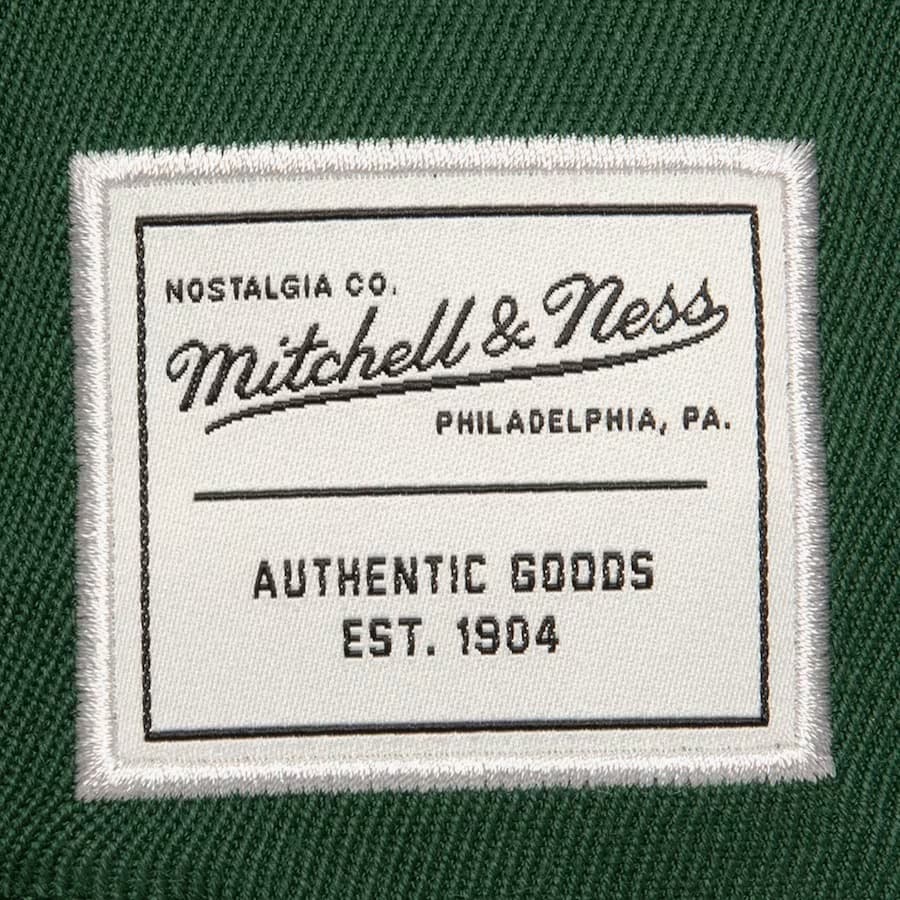 NOSTALGIA CO.
Mitchell & Ness
PHILADELPHIA, PA.
AUTHENTIC GOODS
EST. 1904